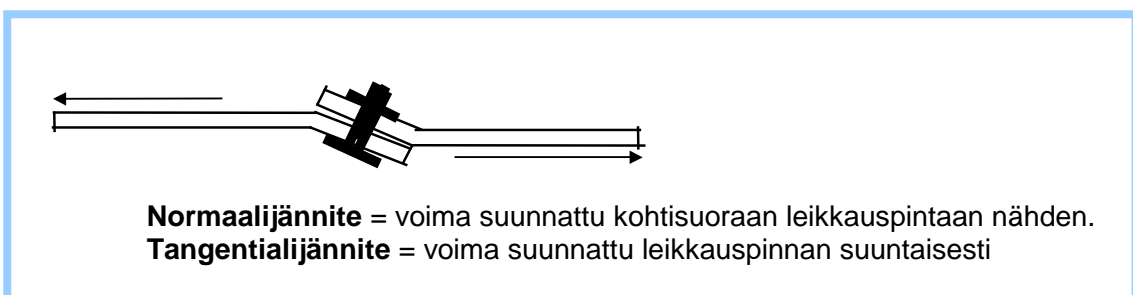 Normaalijännite = voima suunnattu kohtisuoraan leikkauspintaan nähden.
Tangentialijännite = voima suunnattu leikkauspinnan suuntaisesti